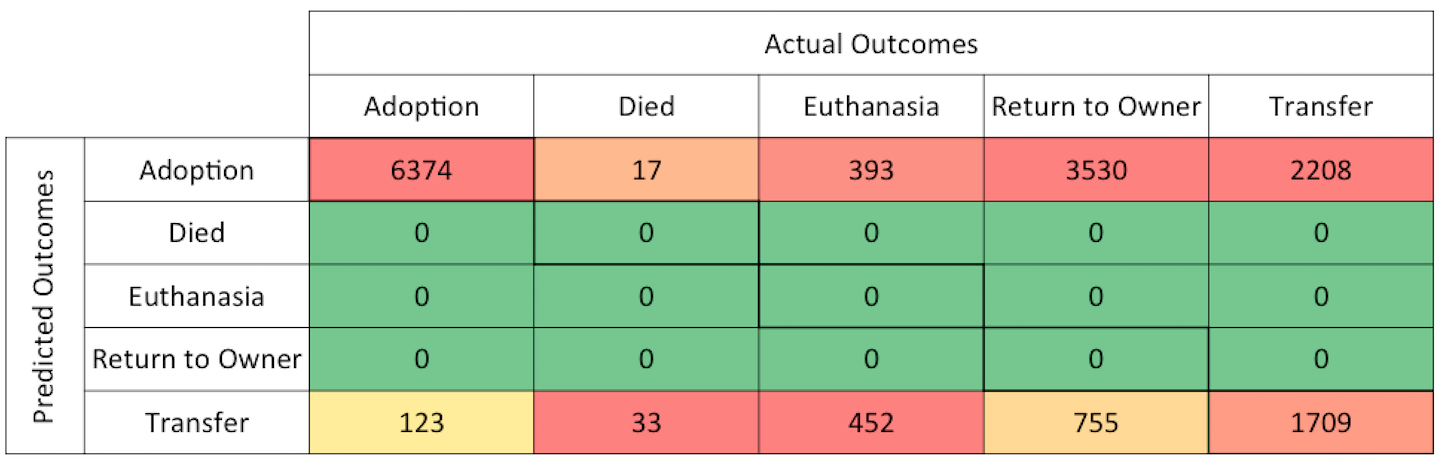 Actual Outcomes
Adoption Died Euthanasia Return to Owner Transfer
Predicted Outcomes
Adoption 6374 17 393 3530 2208
Died 0 0 0 0 0
Euthanasia 0 0 0 0 0
Return to Owner 0 0 0 0 0
Transfer 123 33 452 755 1709